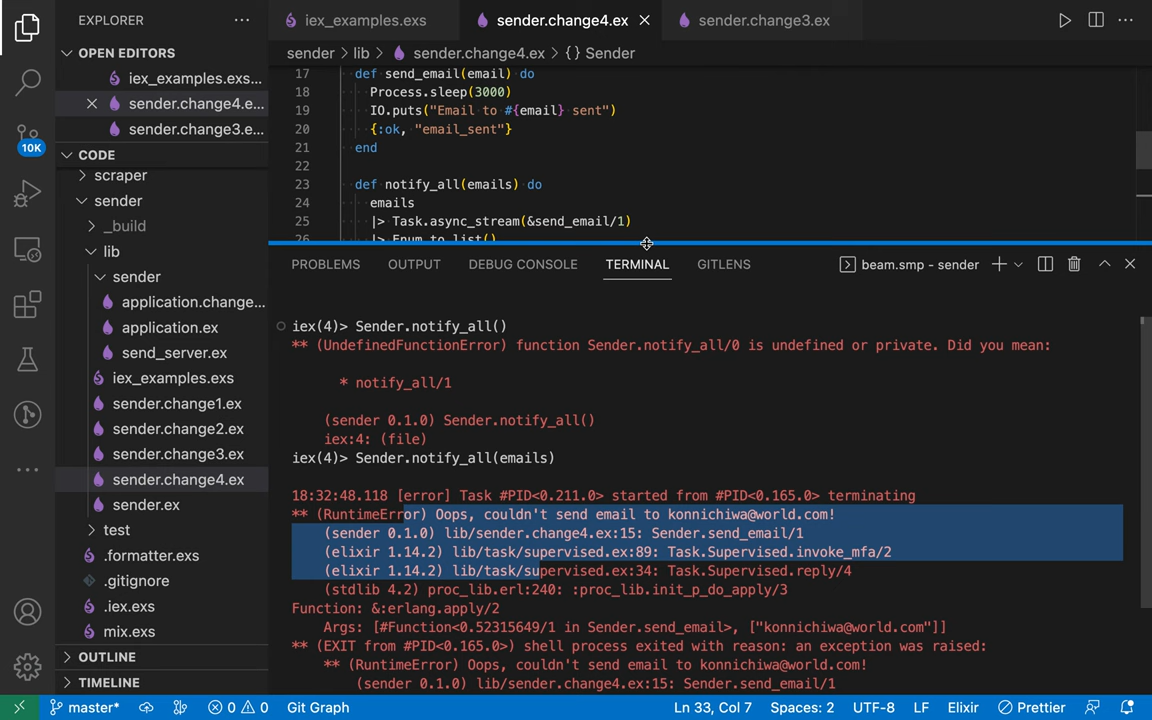 EXPLORER
iex_examples.exs
sender.change4.ex
sender.change3.ex
OPEN EDITORS
sender > lib > sender.change4.ex > {} Sender
iex_examples.exs...
sender.change4.e...
sender.change3.e...
CODE
scraper
sender
_build
lib
sender
application.change...
application.ex
send_server.ex
iex_examples.exs
sender.change1.ex
sender.change2.ex
sender.change3.ex
sender.change4.ex
sender.ex
test
.formatter.exs
.gitignore
.iex.exs
mix.exs
OUTLINE
TIMELINE
10K
17 def send_email(email) do
18 Process.sleep(3000)
19 IO.puts("Email to #{email} sent")
20 {:ok, "email_sent"}
21 end
22
23 def notify_all(emails) do
24 emails
25 |> Task.async_stream(&send_email/1)
26 |> Enum.to_list()
PROBLEMS OUTPUT DEBUG CONSOLE TERMINAL GITLENS
beam.smp - sender
iex(4)> Sender.notify_all()
** (UndefinedFunctionError) function Sender.notify_all/0 is undefined or private. Did you mean:
* notify_all/1
(sender 0.1.0) Sender.notify_all()
iex:4: (file)
iex(4)> Sender.notify_all(emails)
18:32:48.118 [error] Task #PID<0.211.0> started from #PID<0.165.0> terminating
** (RuntimeError) Oops, couldn't send email to konnichiwa@world.com!
(sender 0.1.0) lib/sender.change4.ex:15: Sender.send_email/1
(elixir 1.14.2) lib/task/supervised.ex:89: Task.Supervised.invoke_mfa/2
(elixir 1.14.2) lib/task/supervised.ex:34: Task.Supervised.reply/4
(stdlib 4.2) proc_lib.erl:240: :proc_lib.init_p_do_apply/3
Function: &:erlang.apply/2
Args: [#Function<0.52315649/1 in Sender.send_email>, ["konnichiwa@world.com"]]
** (EXIT from #PID<0.165.0>) shell process exited with reason: an exception was raised:
** (RuntimeError) Oops, couldn't send email to konnichiwa@world.com!
(sender 0.1.0) lib/sender.change4.ex:15: Sender.send_email/1
master* 0 0 Git Graph Ln 33, Col 7 Spaces: 2 UTF-8 LF Elixir Prettier